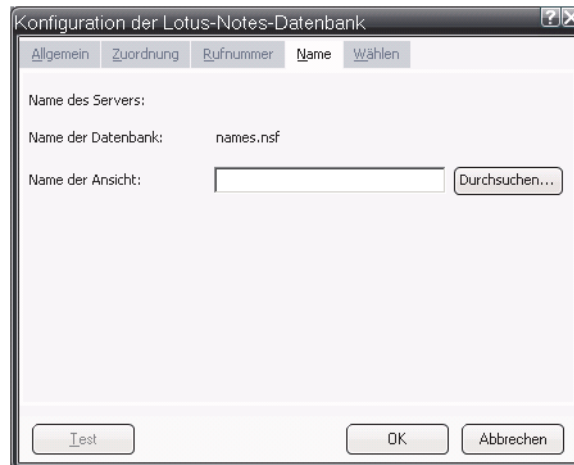 Konfiguration der Lotus-Notes-Datenbank
Allgemein Zuordnung Rufnummer Name Wählen
Name des Servers:
Name der Datenbank: names.nsf
Name der Ansicht: Durchsuchen...
Test OK Abbrechen